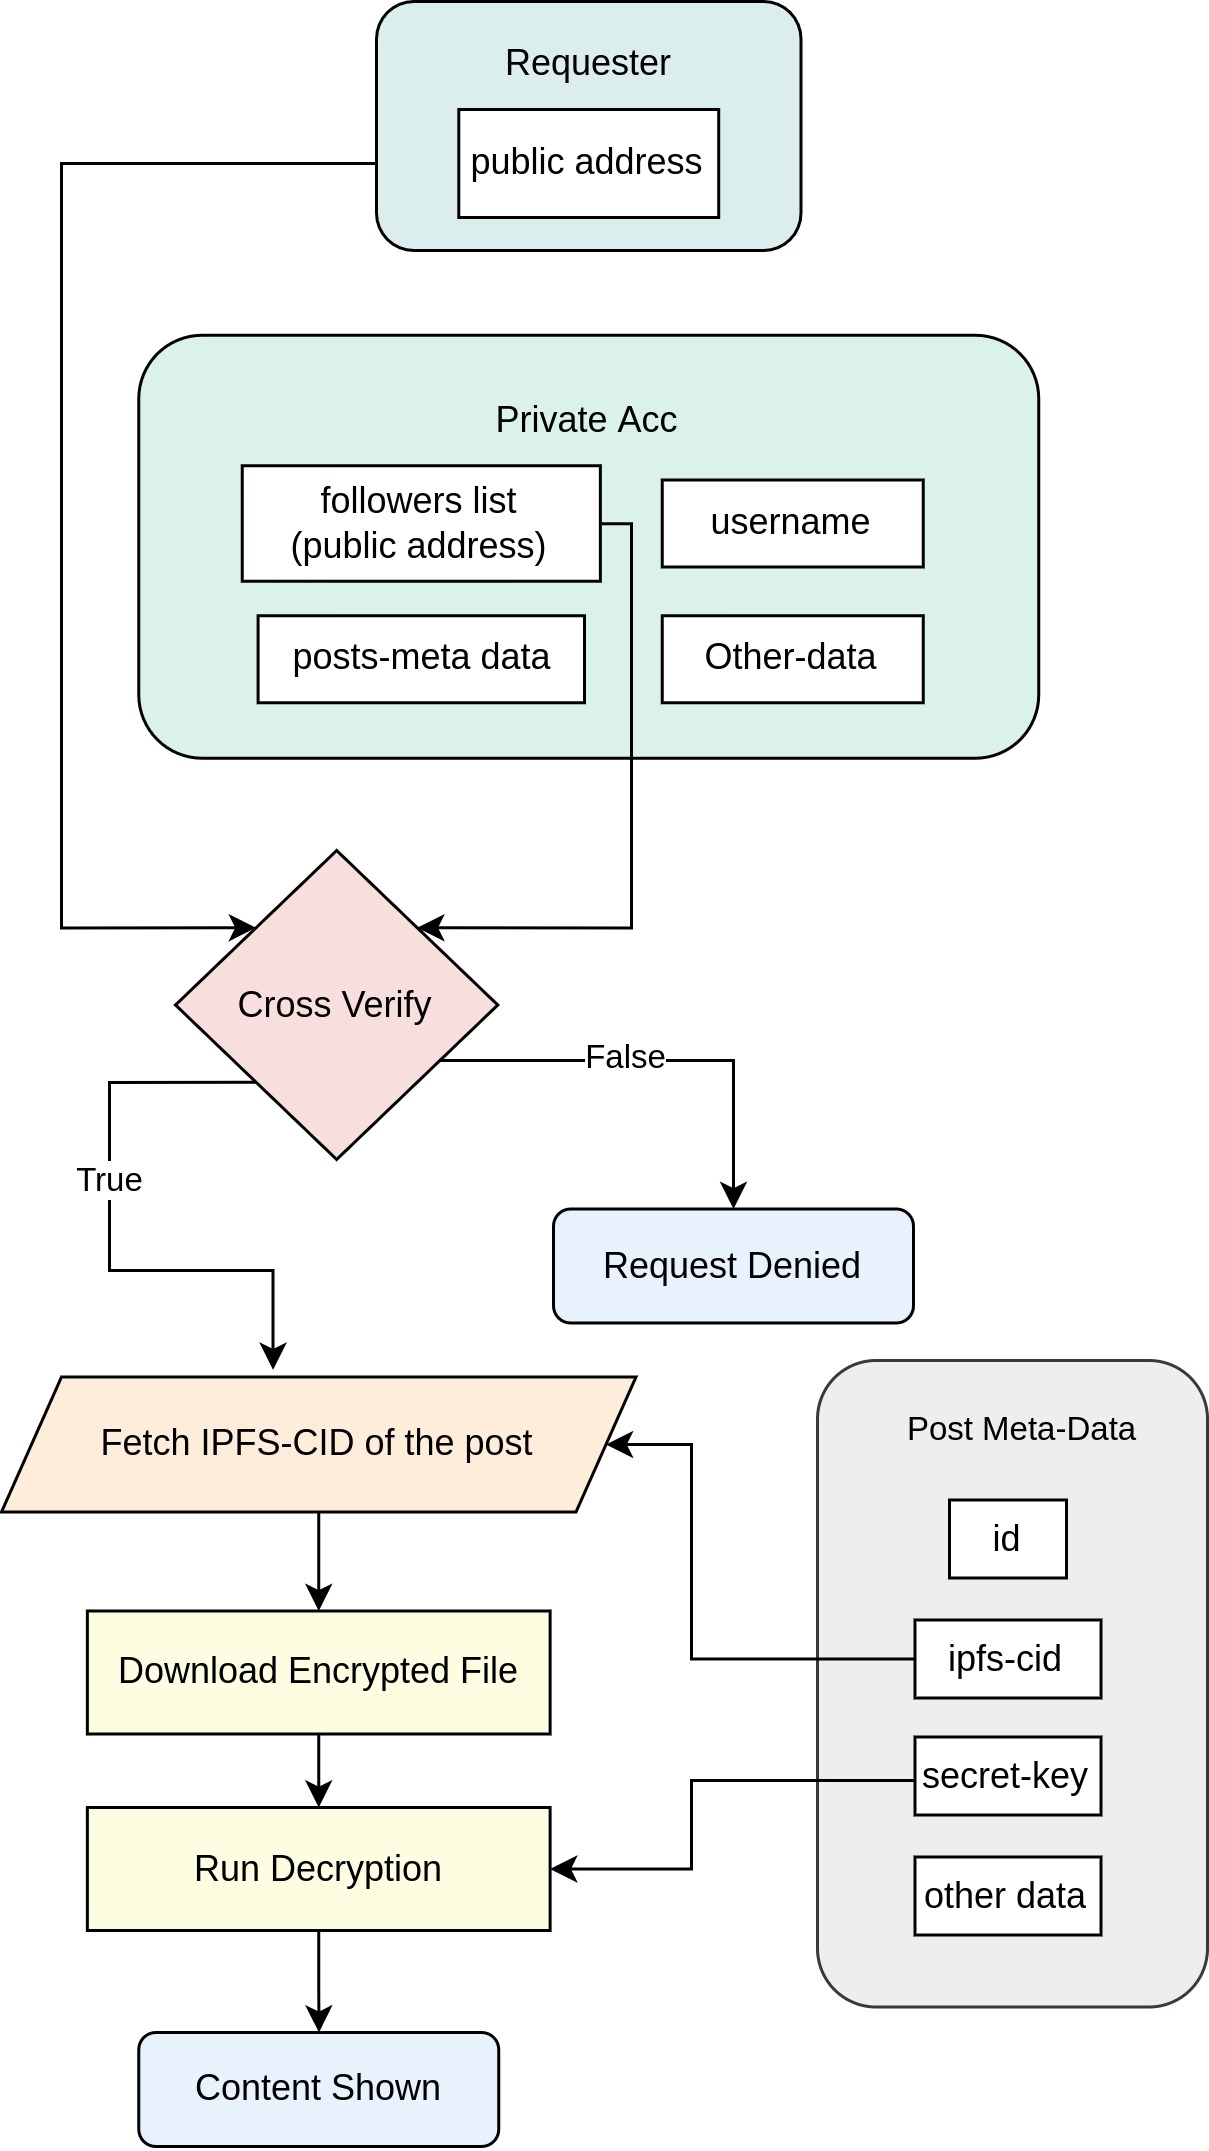 Requester
public address
Private Acc
followers list
(public address)
username
posts-meta data
Other-data
Cross Verify
False
True
Request Denied
Fetch IPFS-CID of the post
Post Meta-Data
id
ipfs-cid
Download Encrypted File
secret-key
Run Decryption
other data
Content Shown